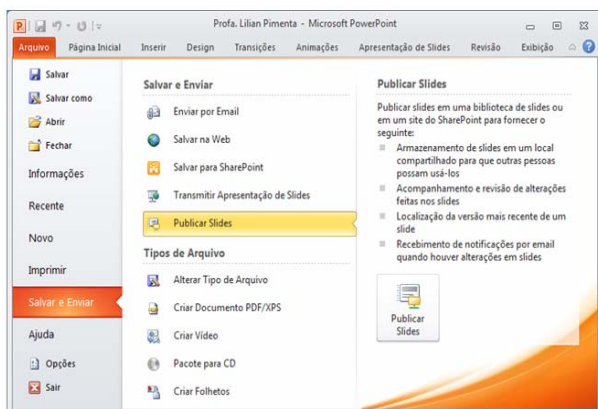 Profa. Lilian Pimenta - Microsoft PowerPoint
Arquivo Página Inicial Inserir Design Transições Animações Apresentação de Slides Revisão Exibição
Salvar
Salvar como
Abrir
Fechar
Informações
Recente
Novo
Imprimir
Salvar e Enviar
Ajuda
Opções
Sair
Salvar e Enviar
Enviar por Email
Salvar na Web
Salvar para SharePoint
Transmitir Apresentação de Slides
Publicar Slides
Tipos de Arquivo
Alterar Tipo de Arquivo
Criar Documento PDF/XPS
Criar Vídeo
Pacote para CD
Criar Folhetos
Publicar Slides
Publicar slides em uma biblioteca de slides ou
em um site do SharePoint para fornecer o
seguinte:
Armazenamento de slides em um local
compartilhado para que outras pessoas
possam usá-los
Acompanhamento e revisão de alterações
feitas nos slides
Localização da versão mais recente de um
slide
Recebimento de notificações por email
quando houver alterações em slides
Publicar
Slides